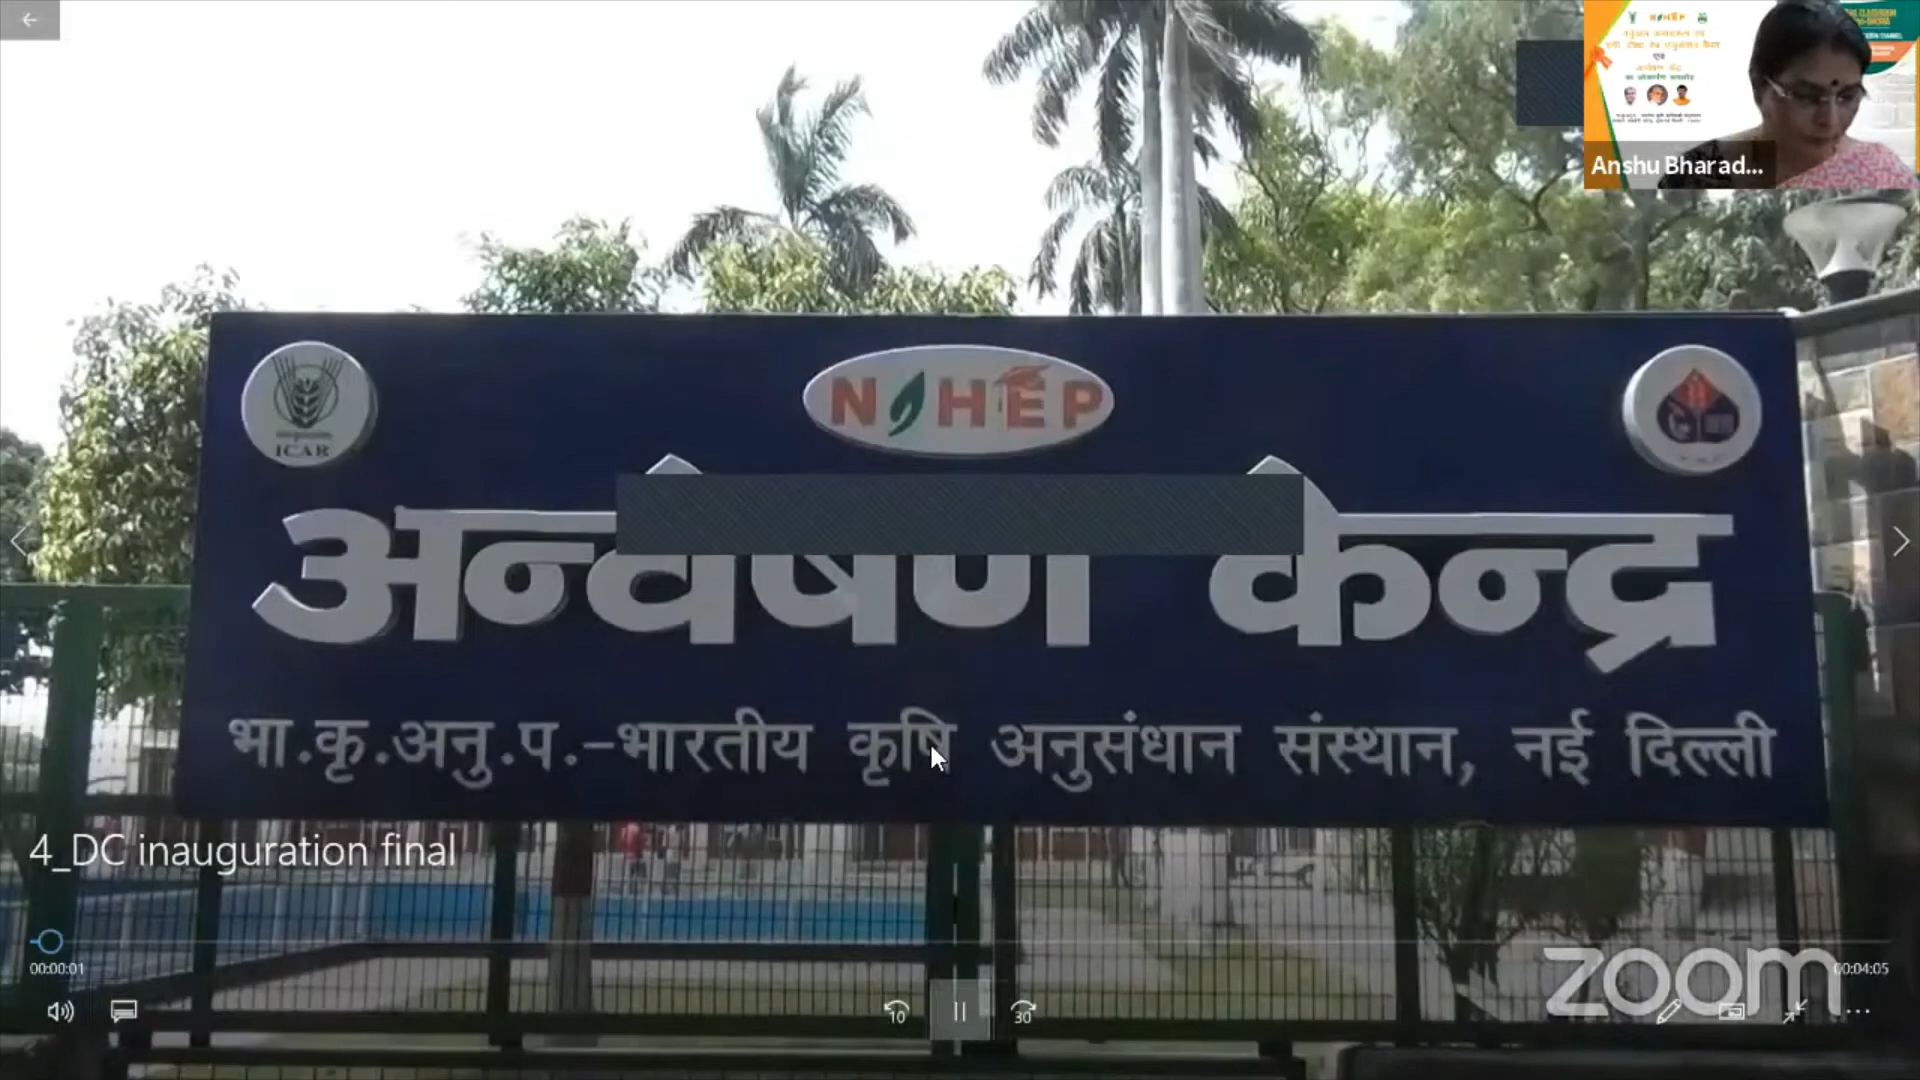 Anshu Bharad...
ICAR
NAHEP
अन्वेषण केन्द्र
भा.कृ.अनु.प.–भारतीय कृषि अनुसंधान संस्थान, नई दिल्ली
4_DC inauguration final
00:00:01
00:04:05
zoom
10
30